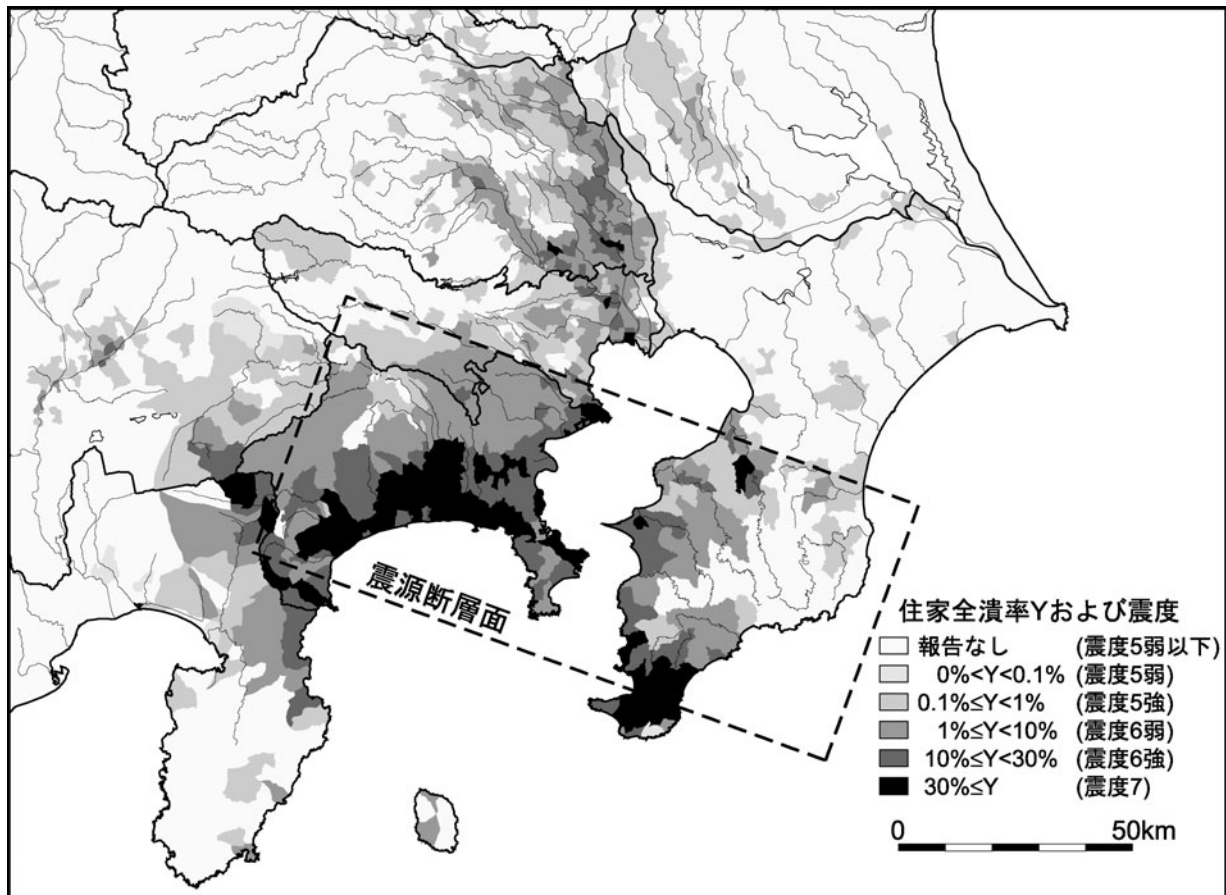 震源断層面
住家全潰率Yおよび震度
報告なし (震度5弱以下)
0%<Y<0.1% (震度5弱)
0.1%≤Y<1% (震度5強)
1%≤Y<10% (震度6弱)
10%≤Y<30% (震度6強)
30%≤Y (震度7)
0 50km